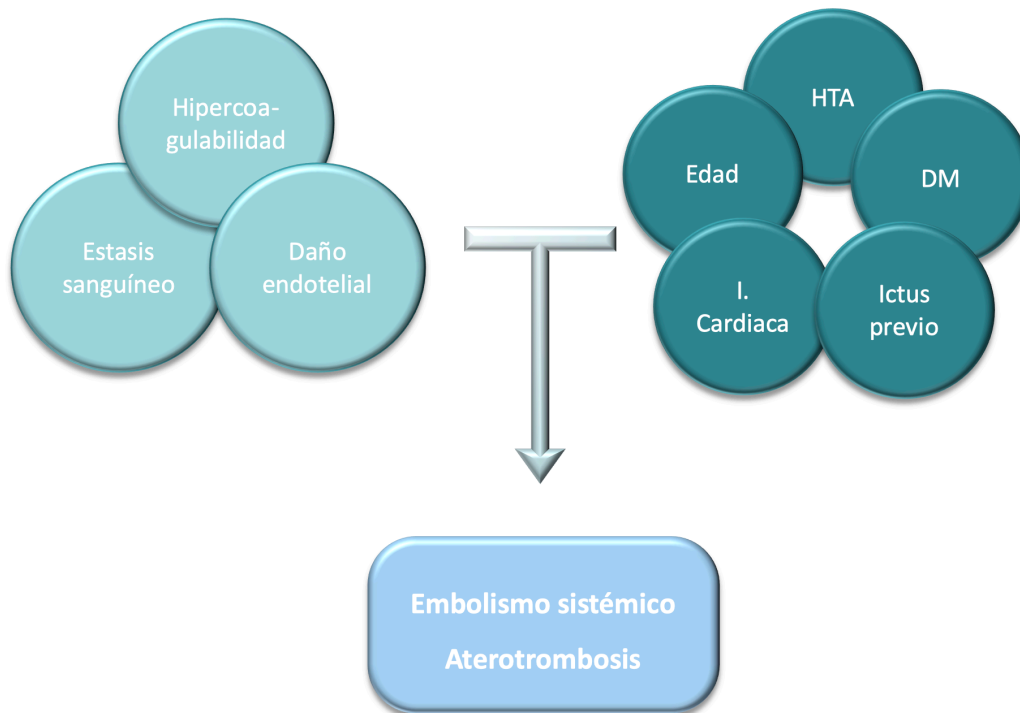 Hipercoa-
gulabilidad
Estasis
sanguíneo
Daño
endotelial
HTA
Edad
DM
I.
Cardiaca
Ictus
previo
Embolismo sistémico
Aterotrombosis